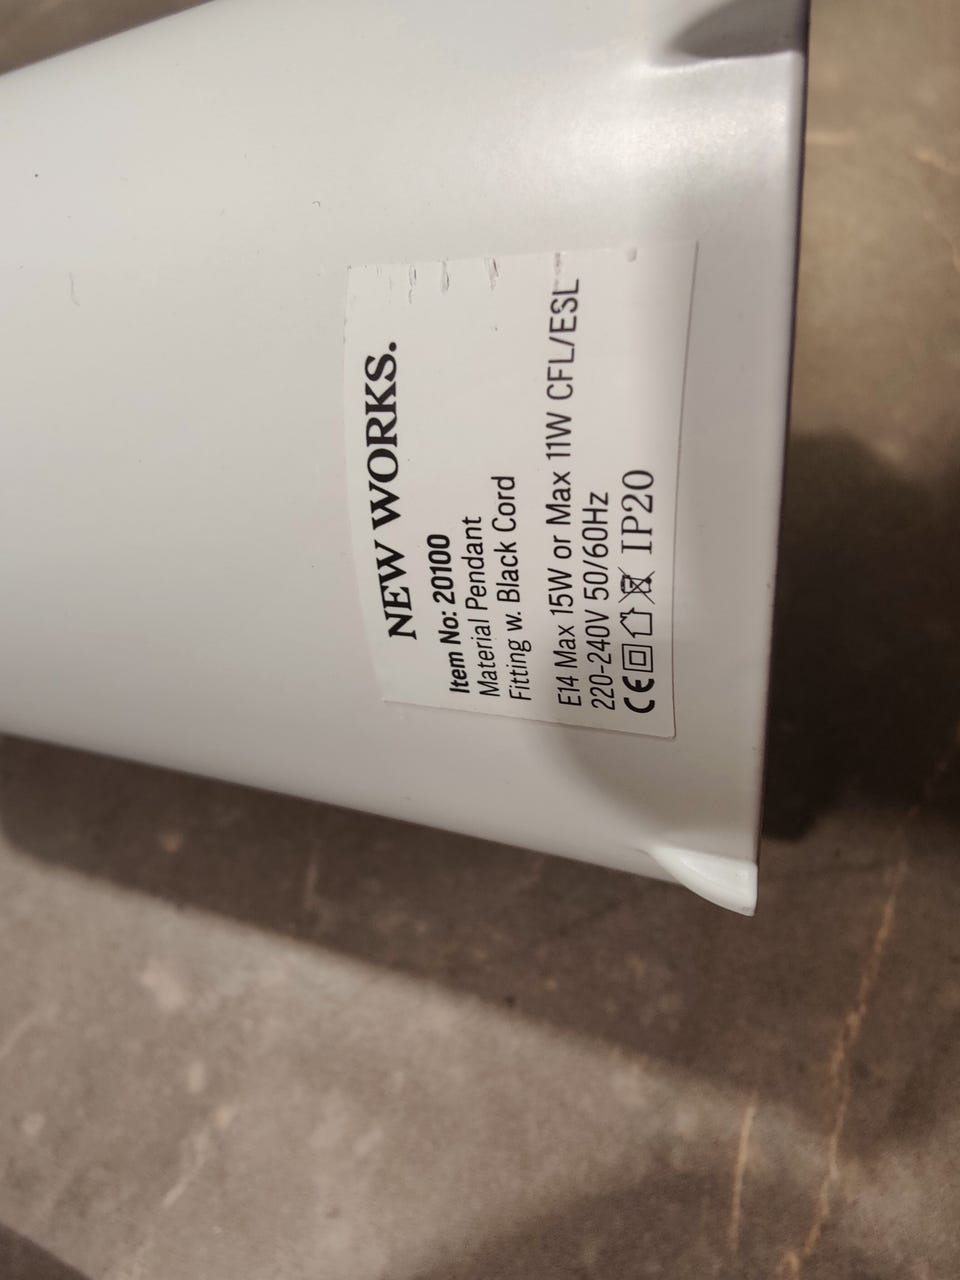 NEW WORKS.
Item No: 20100
Material Pendant
Fitting w. Black Cord
E14 Max 15W or Max 11W CFL/ESL
220-240V 50/60Hz
CE IP20